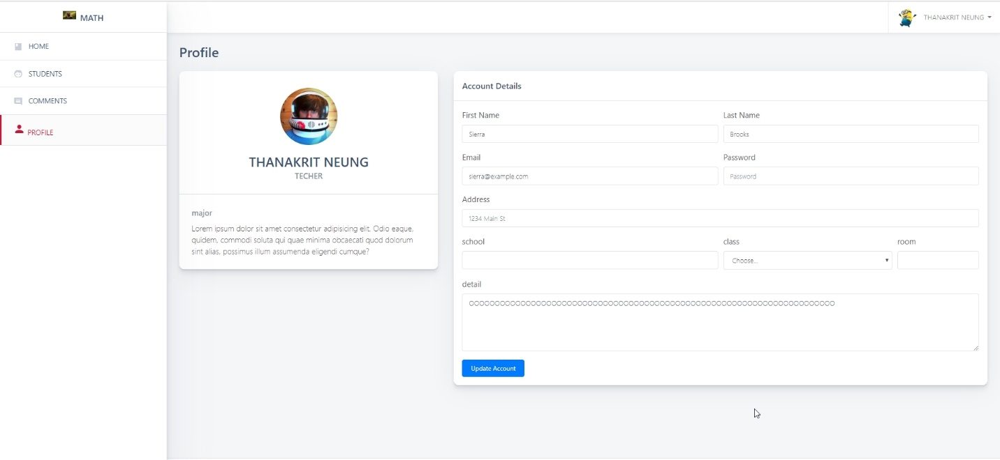 MATH
THANAKRIT NEUNG
HOME
STUDENTS
COMMENTS
PROFILE
Profile
THANAKRIT NEUNG
TECHER
major
Lorem ipsum dolor sit amet consectetur adipisicing elit. Odio eaque,
quidem, commodi soluta qui quae minima obcaecati quod dolorum
sint alias, possimus illum assumenda eligendi cumque?
Account Details
First Name Last Name
Sierra Brooks
Email Password
sierra@example.com Password
Address
1234 Main St
school class room
Choose...
detail
Update Account